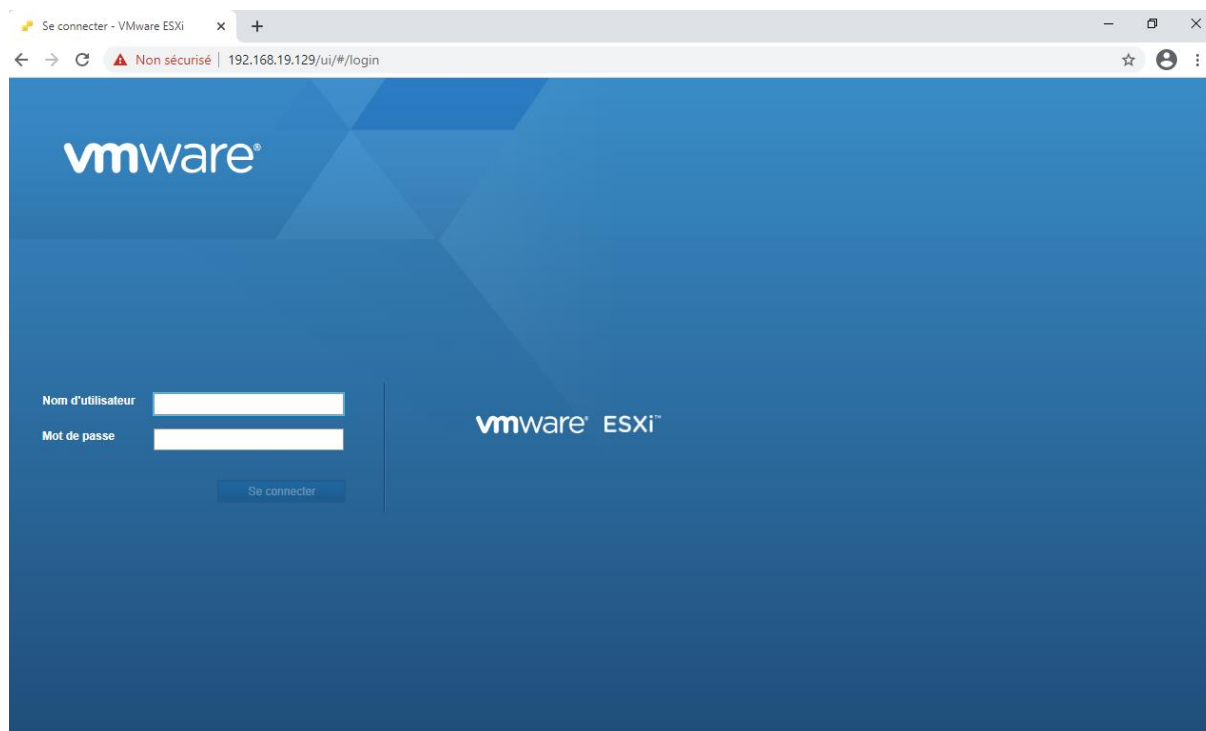 Se connecter - VMware ESXi
Non sécurisé | 192.168.19.129/ui/#/login
vmware®
Nom d'utilisateur
Mot de passe
Se connecter
vmware® ESXi™